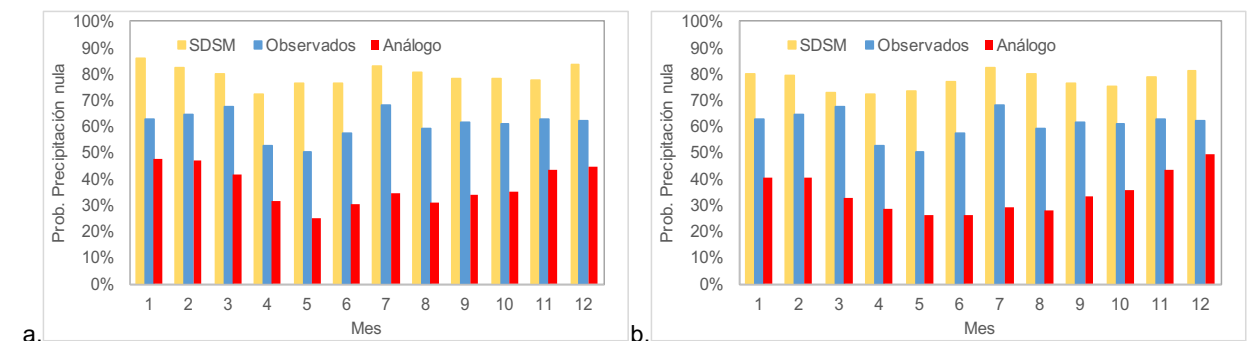 100%
90%
80%
70%
60%
50%
40%
30%
20%
10%
0%
Prob. Precipitación nula
SDSM Observados Análogo
1 2 3 4 5 6 7 8 9 10 11 12
Mes
a.
100%
90%
80%
70%
60%
50%
40%
30%
20%
10%
0%
Prob. Precipitación nula
SDSM Observados Análogo
1 2 3 4 5 6 7 8 9 10 11 12
Mes
b.